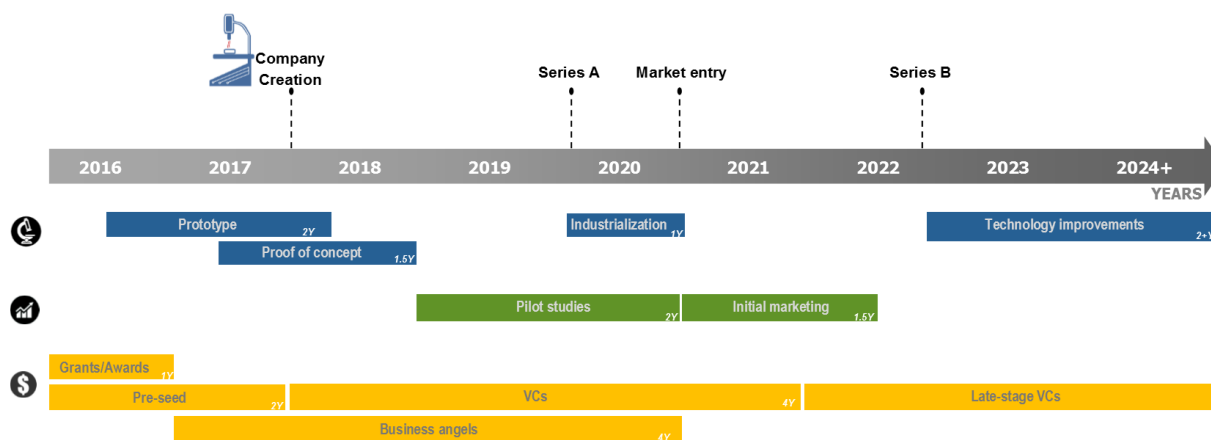 Company
Creation
Series A
Market entry
Series B
2016
2017
2018
2019
2020
2021
2022
2023
2024+
YEARS
Prototype
2Y
Industrialization
1Y
Technology improvements
2+Y
Proof of concept
1.5Y
Pilot studies
2Y
Initial marketing
1.5Y
Grants/Awards
1Y
Pre-seed
2Y
VCs
4Y
Late-stage VCs
Business angels
4Y
$